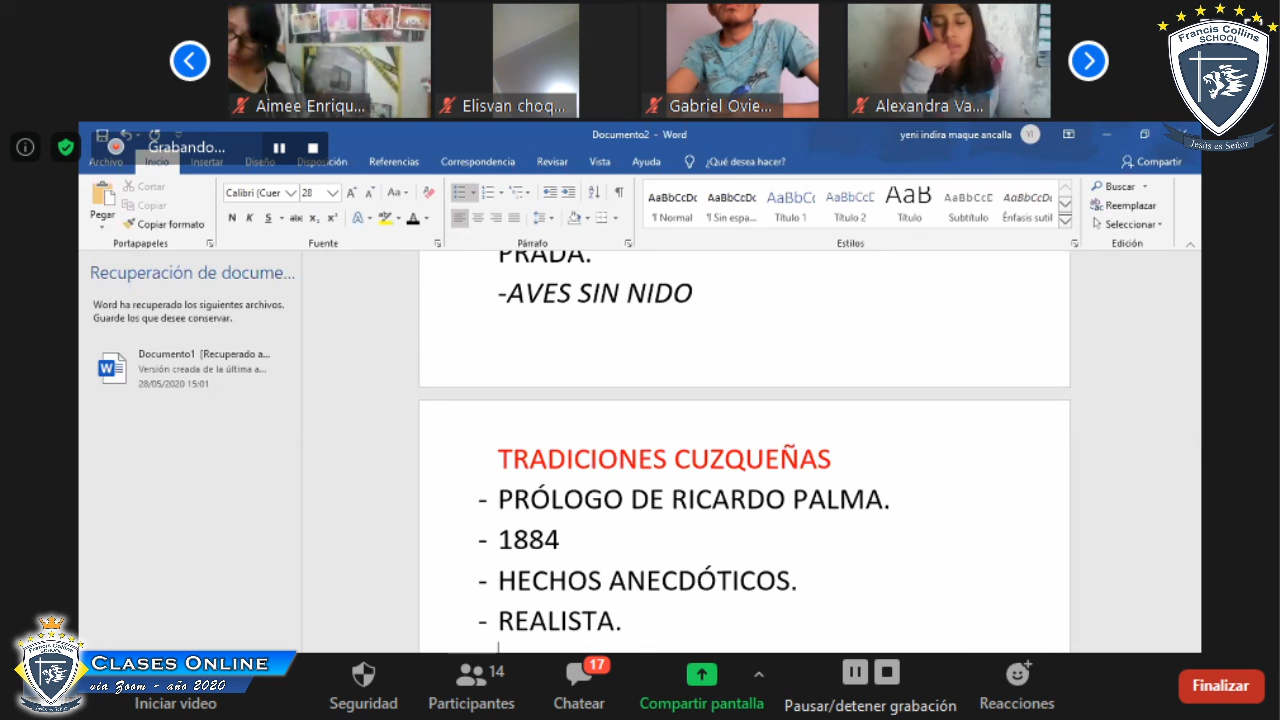 Aimee Enriqu...
Elisvan choq...
Gabriel Ovie...
Alexandra Va...
Francis Collins
SCHOOL
Jesús es Señor
Grabando...
Documento2 - Word
yeni indira maque ancalla
YI
Archivo
Inicio
Insertar
Diseño
Disposición
Referencias
Correspondencia
Revisar
Vista
Ayuda
¿Qué desea hacer?
Compartir
Pegar
Cortar
Copiar
Copiar formato
Portapapeles
Calibri (Cuer
28
N K S abc x₂ x²
Fuente
Párrafo
AaBbCcDc
¶ Normal
AaBbCcDc
¶ Sin espa...
AaBbCc
Título 1
AaBbCcD
Título 2
AaB
Título
AaBbCcD
Subtítulo
AaBbCcDc
Énfasis sutil
Estilos
Buscar
Reemplazar
Seleccionar
Edición
Recuperación de docume...
Word ha recuperado los siguientes archivos.
Guarde los que desee conservar.
Documento1 [Recuperado a...
Versión creada de la última a...
28/05/2020 15:01
PRADA.
-AVES SIN NIDO
TRADICIONES CUZQUEÑAS
- PRÓLOGO DE RICARDO PALMA.
- 1884
- HECHOS ANECDÓTICOS.
- REALISTA.
CLASES ONLINE
vía Zoom - año 2020
Iniciar video
Seguridad
Participantes
14
Chatear
17
Compartir pantalla
Pausar/detener grabación
Reacciones
Finalizar